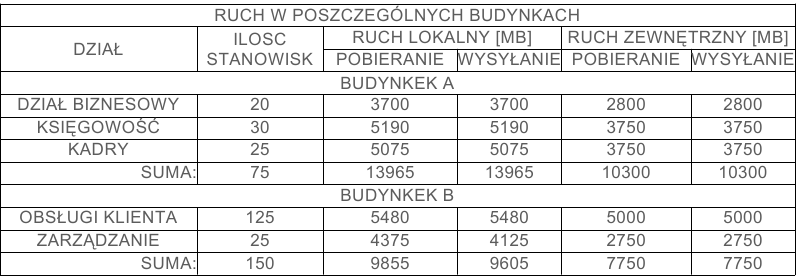 RUCH W POSZCZEGÓLNYCH BUDYNKACH
DZIAŁ ILOSC STANOWISK RUCH LOKALNY [MB] RUCH ZEWNĘTRZNY [MB]
POBIERANIE WYSYŁANIE POBIERANIE WYSYŁANIE
BUDYNKEK A
DZIAŁ BIZNESOWY 20 3700 3700 2800 2800
KSIĘGOWOŚĆ 30 5190 5190 3750 3750
KADRY 25 5075 5075 3750 3750
SUMA: 75 13965 13965 10300 10300
BUDYNKEK B
OBSŁUGI KLIENTA 125 5480 5480 5000 5000
ZARZĄDZANIE 25 4375 4125 2750 2750
SUMA: 150 9855 9605 7750 7750